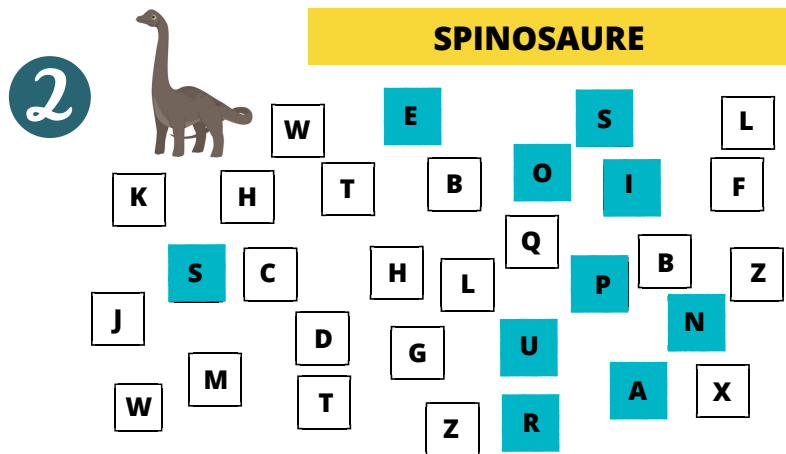 2
SPINOSAURE
W E S L
K H T B O I F
S C H L Q P B Z
J D G U N
W M T Z R A X